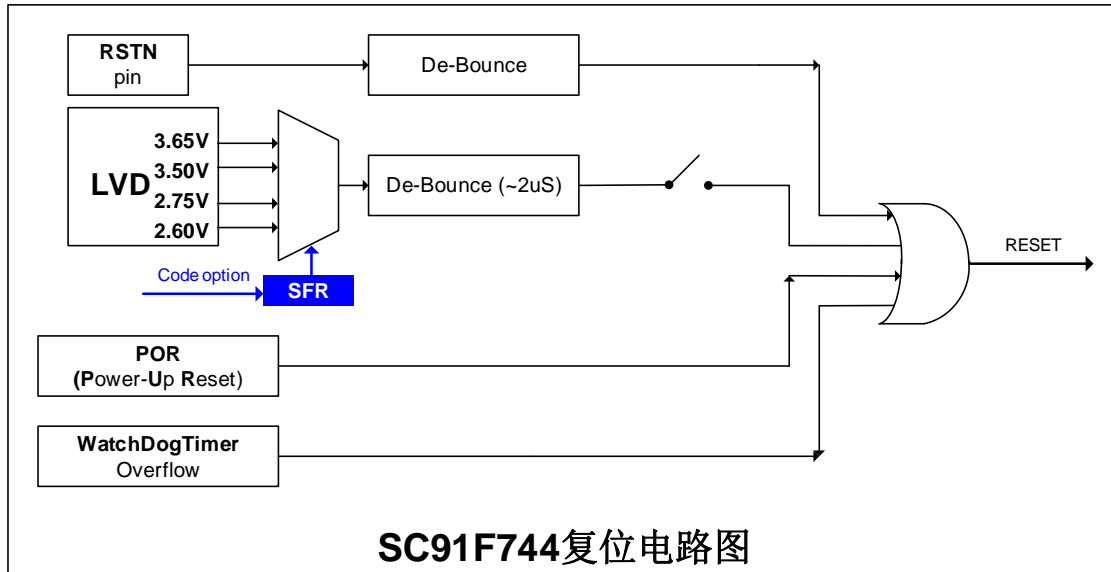 RSTN
pin
De-Bounce
LVD
3.65V
3.50V
2.75V
2.60V
De-Bounce (~2uS)
Code option
SFR
RESET
POR
(Power-Up Reset)
WatchDogTimer
Overflow
SC91F744复位电路图